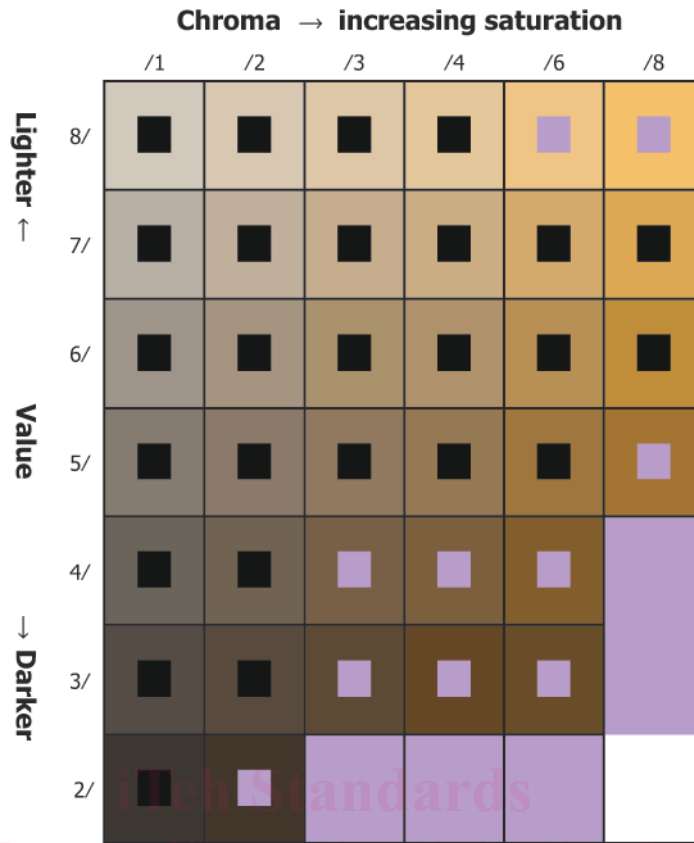 Chroma → increasing saturation
/1 /2 /3 /4 /6 /8
Lighter ←
Value
→ Darker
8/
7/
6/
5/
4/
3/
2/
iTeh Standards